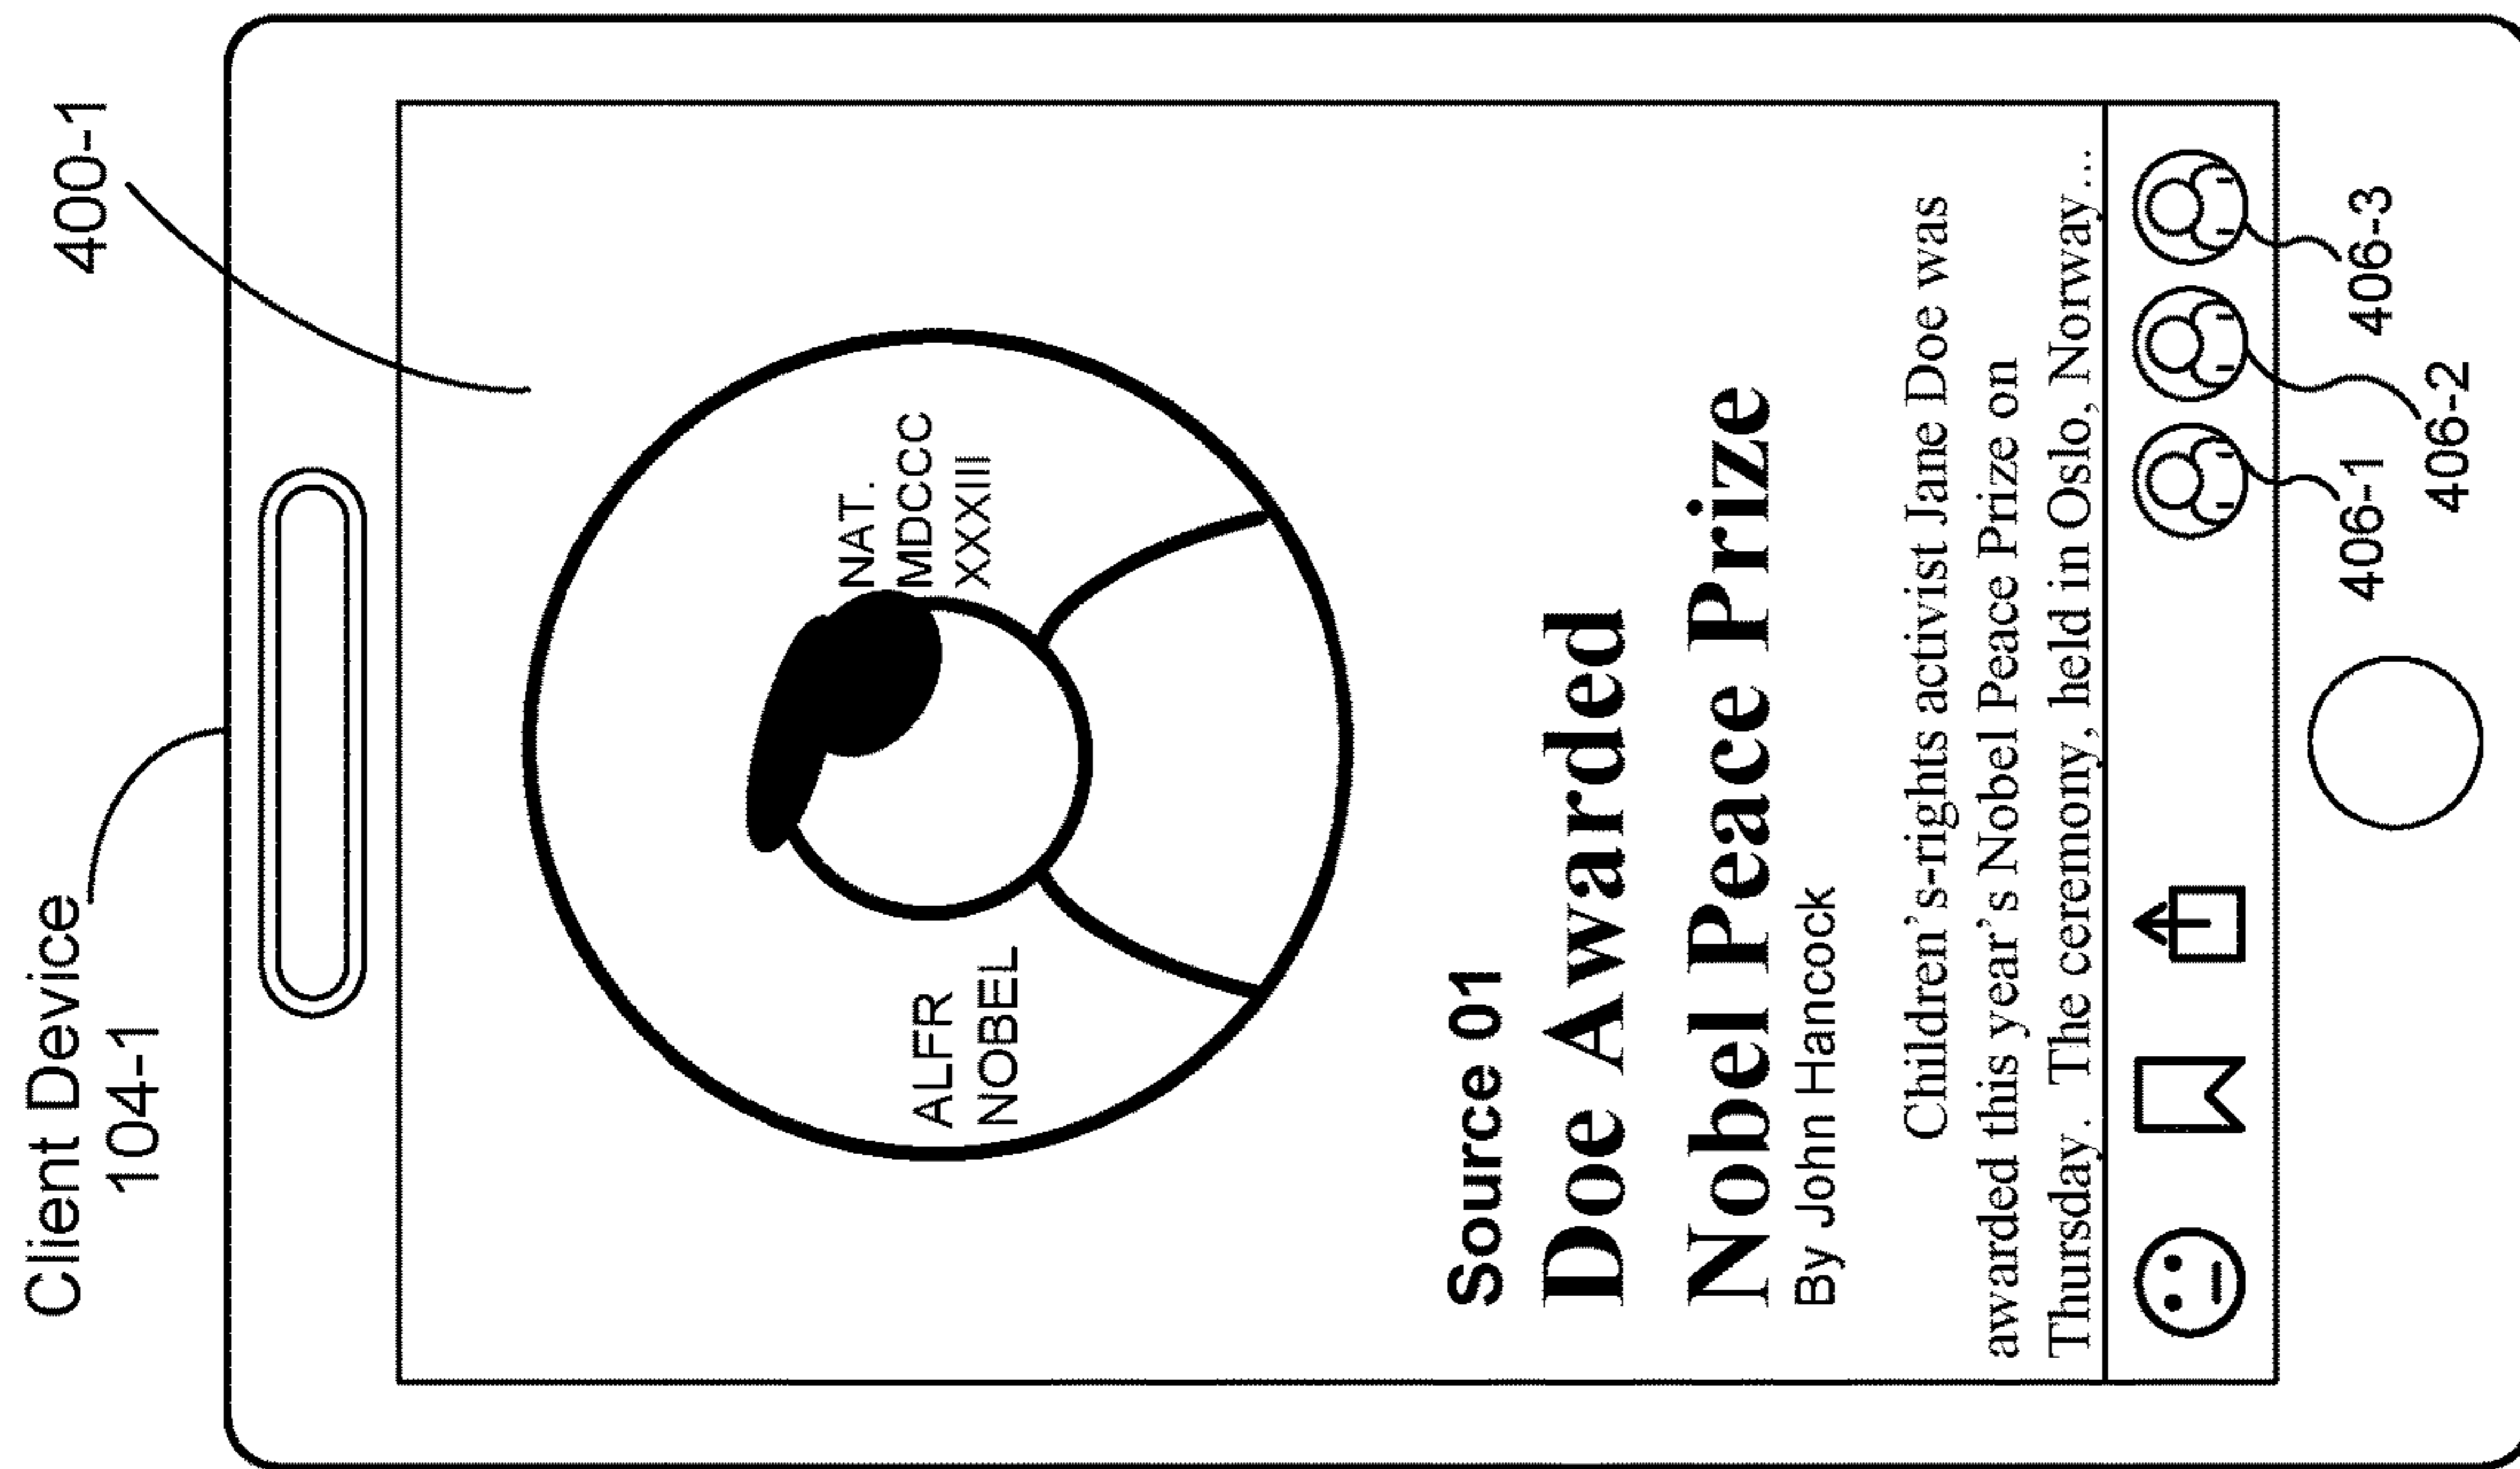 Client Device
104-1
400-1
NAT.
MDCCC
XXXIII
ALFR
NOBEL
Source 01
Doe Awarded
Nobel Peace Prize
By John Hancock
Children's-rights activist Jane Doe was
awarded this year's Nobel Peace Prize on
Thursday. The ceremony, held in Oslo, Norway...
406-1
406-2
406-3